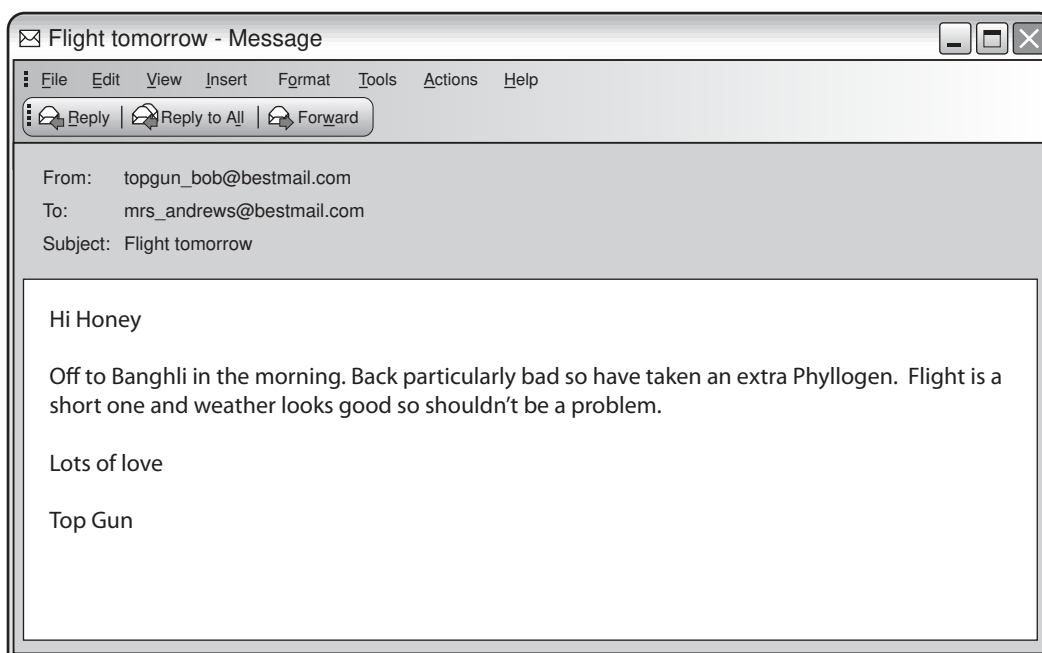 Flight tomorrow - Message
File Edit View Insert Format Tools Actions Help
Reply Reply to All Forward
From: topgun_bob@bestmail.com
To: mrs_andrews@bestmail.com
Subject: Flight tomorrow
Hi Honey
Off to Banghli in the morning. Back particularly bad so have taken an extra Phyllogen. Flight is a
short one and weather looks good so shouldn't be a problem.
Lots of love
Top Gun